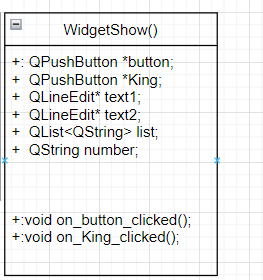 WidgetShow()
+: QPushButton *button;
+: QPushButton *King;
+: QLineEdit* text1;
+: QLineEdit* text2;
+: QList<QString> list;
+: QString number;
+:void on_button_clicked();
+:void on_King_clicked();